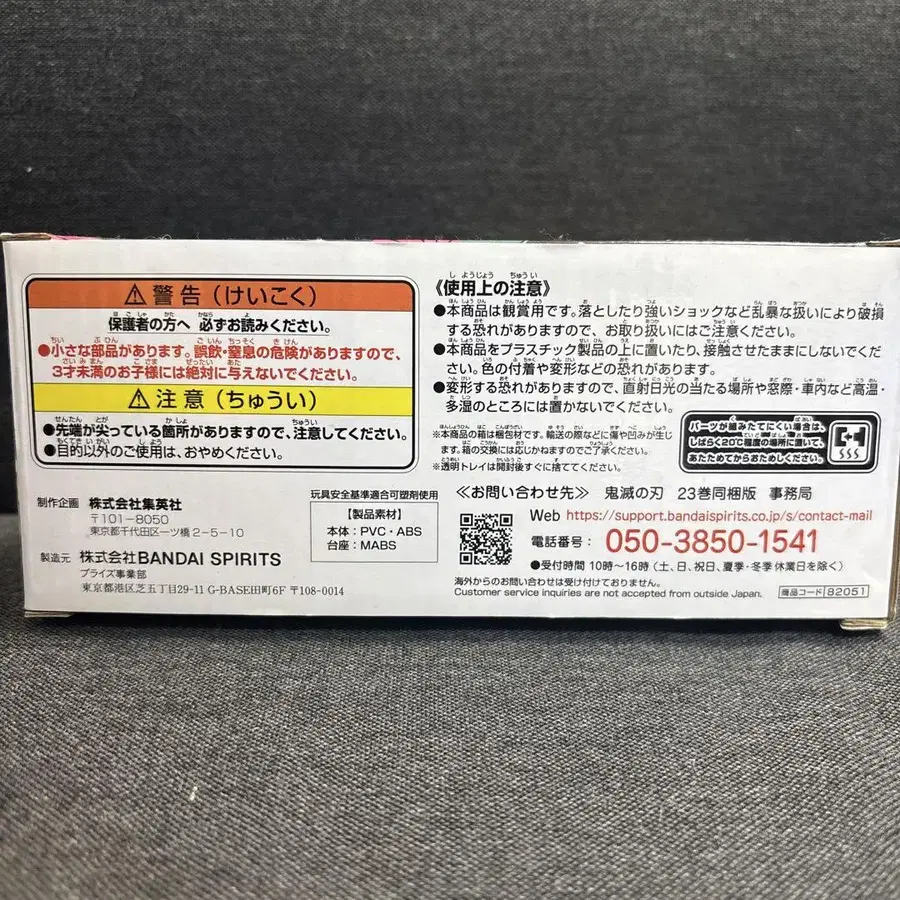 ⚠警告(けいこく)
保護者の方へ 必ずお読みください。
●小さな部品があります。誤飲・窒息の危険がありますので、
3才未満のお子様には絶対に与えないでください。
⚠注意(ちゅうい)
●先端が尖っている箇所がありますので、注意してください。
●目的以外のご使用は、おやめください。
制作企画 株式会社集英社
〒101-8050
東京都千代田区一ツ橋2-5-10
製造元 株式会社BANDAI SPIRITS
プライズ事業部
東京都港区芝五丁目29-11 G-BASE田町6F 〒108-0014
玩具安全基準適合可塑剤使用
【製品素材】
本体:PVC・ABS
台座:MABS
《使用上の注意》
●本商品は観賞用です。落としたり強いショックなど乱暴な扱いにより破損
する恐れがありますので、お取り扱いにはご注意ください。
●本商品をプラスチック製品の上に置いたり、接触させたままにしないでくだ
さい。色の付着や変形などの恐れがあります。
●変形する恐れがありますので、直射日光の当たる場所や窓際・車内など高温・
多湿のところには置かないでください。
※本商品の箱は梱包材です。輸送の際などに傷や凹みが生じ
ます。箱の交換には応じかねますのでご了承ください。
※透明トレイは開封後すぐに捨ててください。
パーツが組みたてにくい場合は、
しばらく20℃程度の場所に置いて、
あたためてからおためしください。
≪お問い合わせ先≫ 鬼滅の刃 23巻同梱版 事務局
Web https://support.bandaispirits.co.jp/s/contact-mail
電話番号: 050-3850-1541
●受付時間 10時~16時(土、日、祝日、夏季・冬季休業日を除く)
海外からのお問い合わせは受け付けておりません。
Customer service inquiries are not accepted from outside Japan.
商品コード 82051